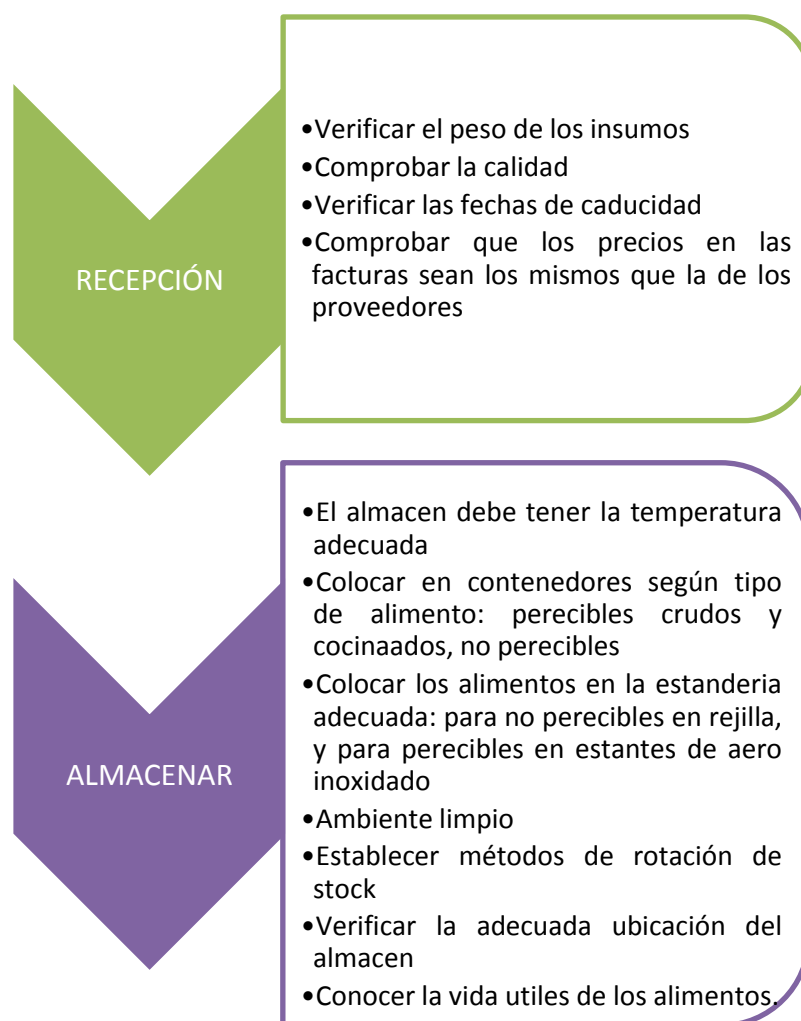 RECEPCIÓN
•Verificar el peso de los insumos
•Comprobar la calidad
•Verificar las fechas de caducidad
•Comprobar que los precios en las
facturas sean los mismos que la de los
proveedores
ALMACENAR
•El almacen debe tener la temperatura
adecuada
•Colocar en contenedores según tipo
de alimento: perecibles crudos y
cocinaados, no perecibles
•Colocar los alimentos en la estanderia
adecuada: para no perecibles en rejilla,
y para perecibles en estantes de aero
inoxidado
•Ambiente limpio
•Establecer métodos de rotación de
stock
•Verificar la adecuada ubicación del
almacen
•Conocer la vida utiles de los alimentos.